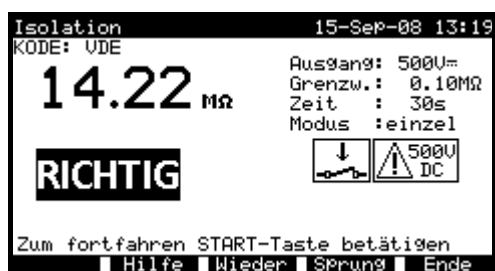 Isolation 15-Sep-08 13:19
KODE: VDE
14.22 MΩ
Ausgang: 500V⎓
Grenzw.: 0.10MΩ
Zeit : 30s
Modus :einzel
500V
DC
RICHTIG
Zum fortfahren START-Taste betätigen
Hilfe Wieder Sprung Ende